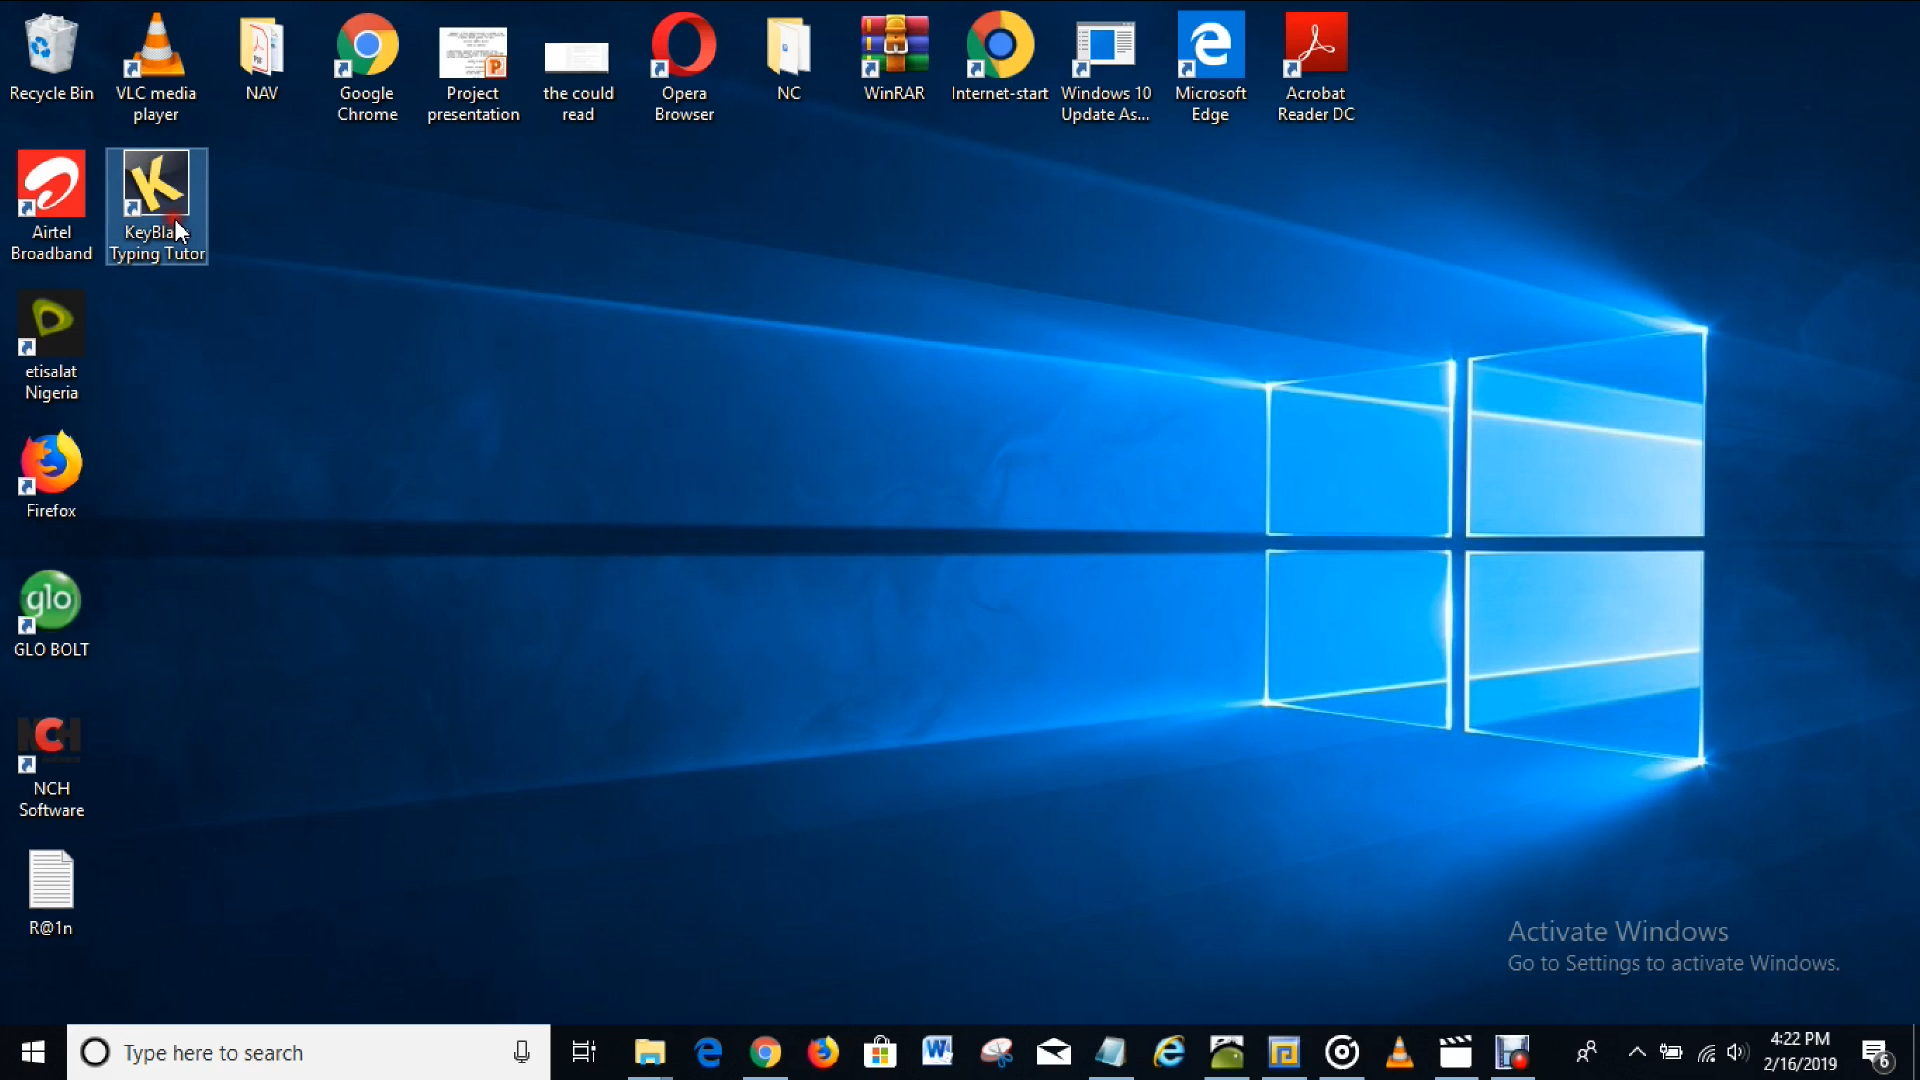 Recycle Bin
VLC media
player
NAV
Google
Chrome
Project
presentation
the could
read
Opera
Browser
NC
WinRAR
Internet-start
Windows 10
Update As...
Microsoft
Edge
Acrobat
Reader DC
Airtel
Broadband
K
KeyBla
Typing Tutor
etisalat
Nigeria
Firefox
glo
GLO BOLT
NCH
NCH
Software
R@1n
Activate Windows
Go to Settings to activate Windows.
Type here to search
4:22 PM
2/16/2019
6